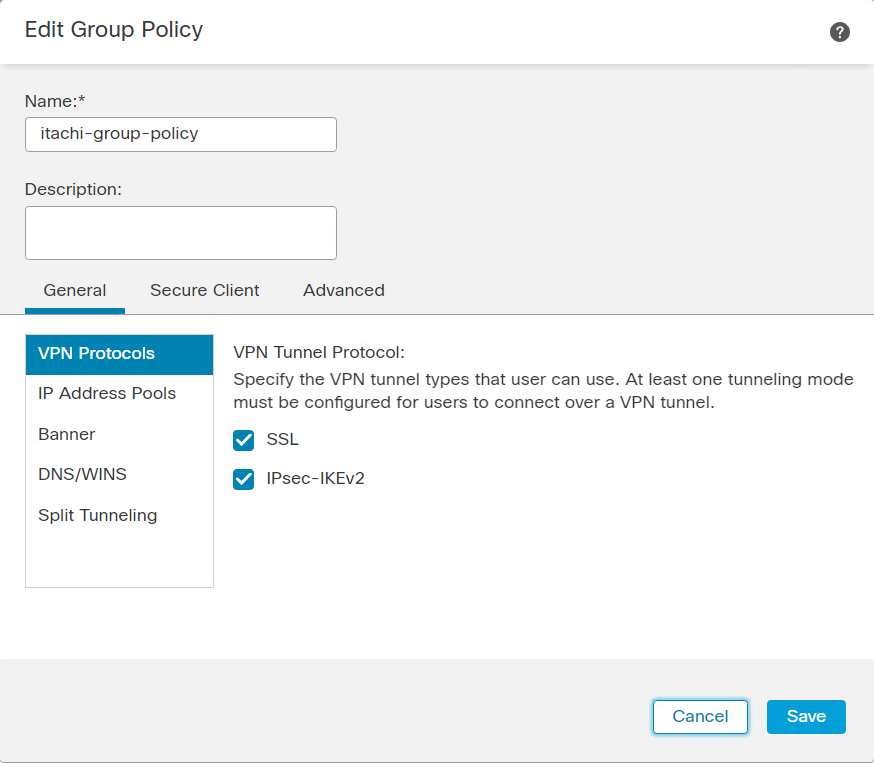 Edit Group Policy
?
Name:*
itachi-group-policy
Description:
General Secure Client Advanced
VPN Protocols
IP Address Pools
Banner
DNS/WINS
Split Tunneling
VPN Tunnel Protocol:
Specify the VPN tunnel types that user can use. At least one tunneling mode
must be configured for users to connect over a VPN tunnel.
SSL
IPsec-IKEv2
Cancel Save